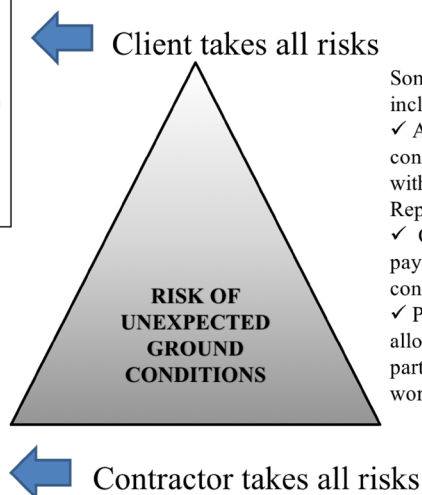 Client takes all risks
RISK OF
UNEXPECTED
GROUND
CONDITIONS
Contractor takes all risks
Som
incl
✓ A
con
with
Rep
✓ C
pay
con
✓ P
allo
part
wor